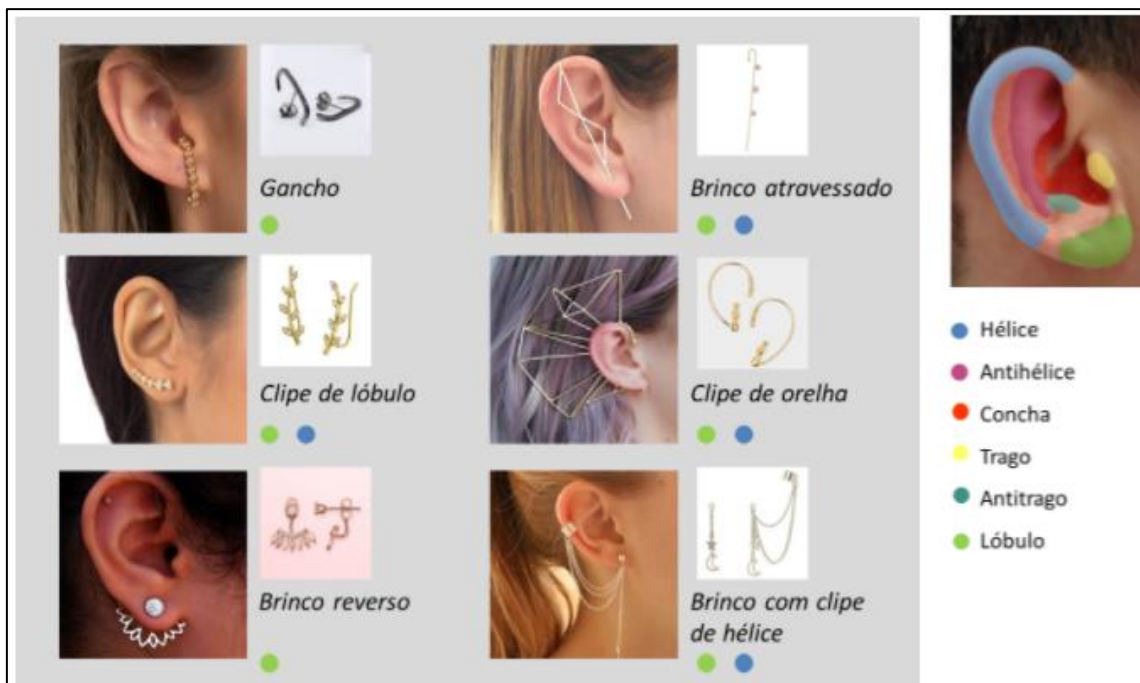 Gancho
Brinco atravessado
Clipe de lóbulo
Clipe de orelha
Brinco reverso
Brinco com clipe
de hélice
Hélice
Antihélice
Concha
Trago
Antitrago
Lóbulo